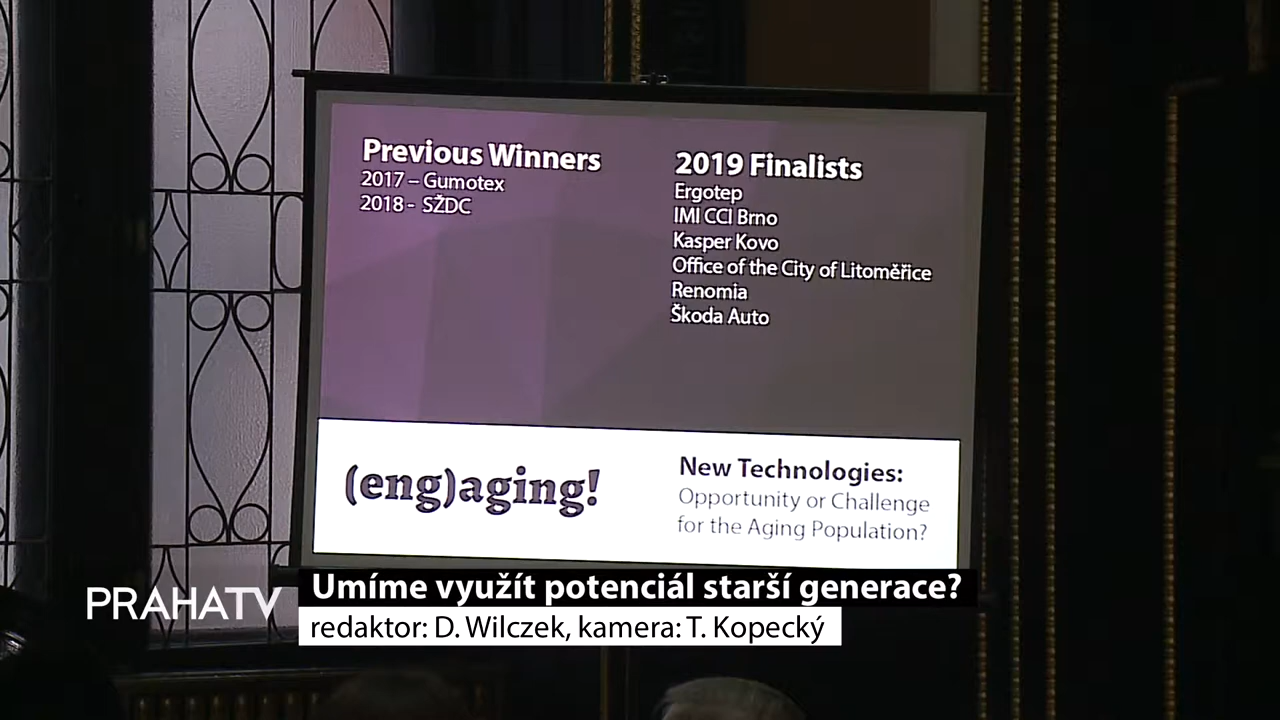 Previous Winners
2017 – Gumotex
2018 - SŽDC
2019 Finalists
Ergotep
IMI CCI Brno
Kasper Kovo
Office of the City of Litoměřice
Renomia
Škoda Auto
(eng)aging!
New Technologies:
Opportunity or Challenge
for the Aging Population?
PRAHATV
Umíme využít potenciál starší generace?
redaktor: D. Wilczek, kamera: T. Kopecký